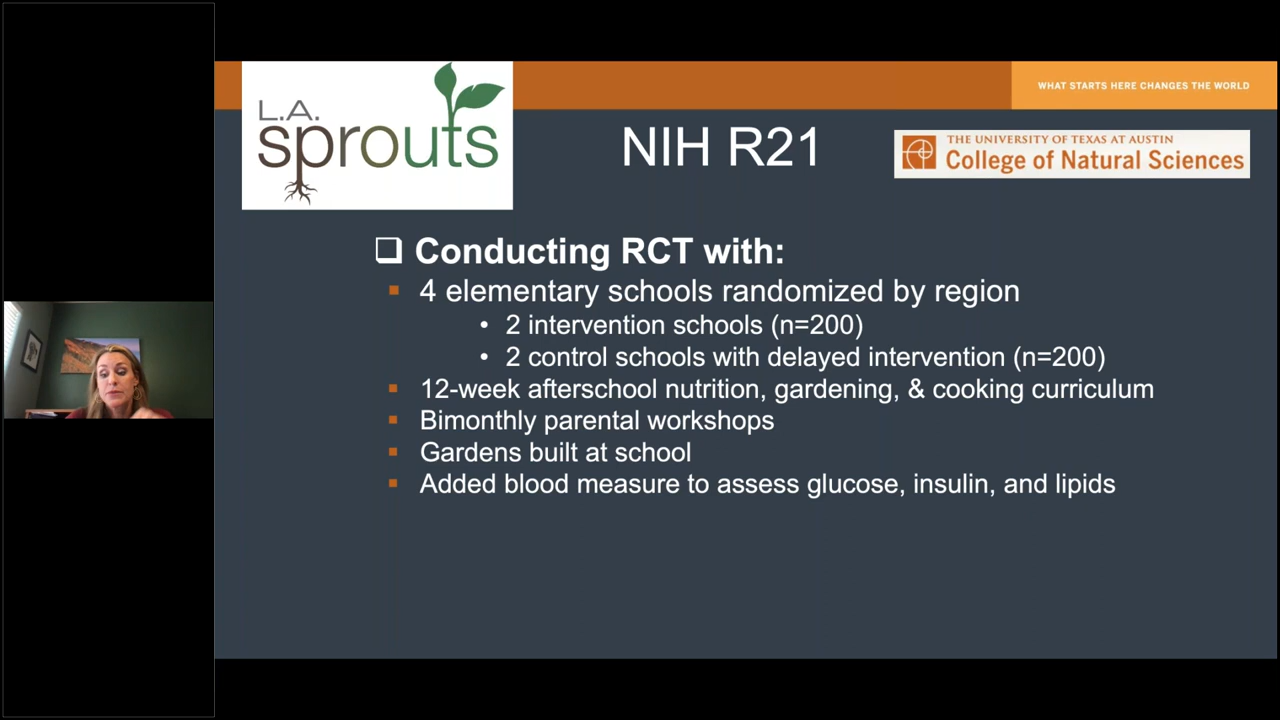 L.A.
sprouts
WHAT STARTS HERE CHANGES THE WORLD
NIH R21
THE UNIVERSITY OF TEXAS AT AUSTIN
College of Natural Sciences
❑ Conducting RCT with:
▪ 4 elementary schools randomized by region
• 2 intervention schools (n=200)
• 2 control schools with delayed intervention (n=200)
▪ 12-week afterschool nutrition, gardening, & cooking curriculum
▪ Bimonthly parental workshops
▪ Gardens built at school
▪ Added blood measure to assess glucose, insulin, and lipids